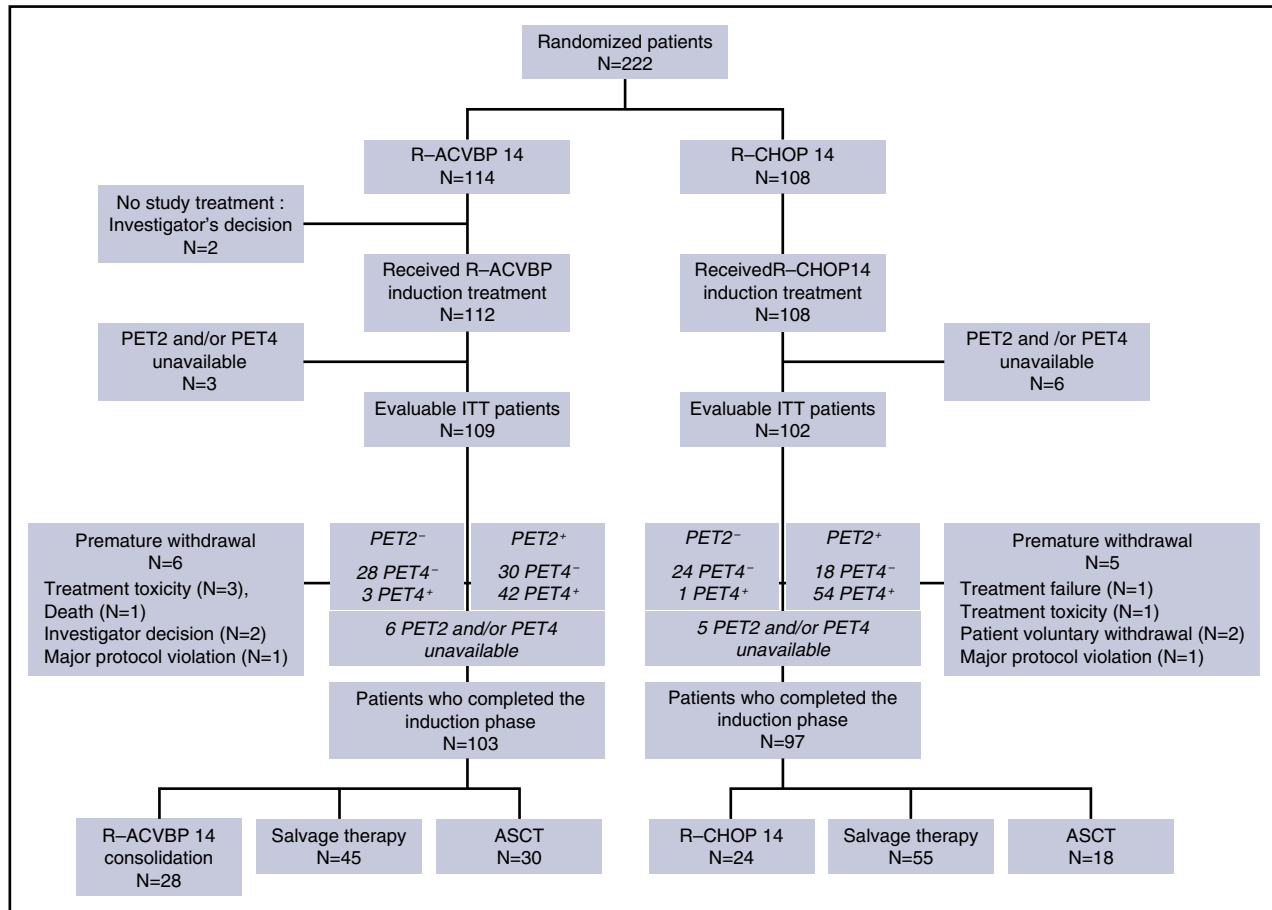 Randomized patients
N=222
R–ACVBP 14
N=114
R–CHOP 14
N=108
No study treatment :
Investigator's decision
N=2
Received R–ACVBP
induction treatment
N=112
ReceivedR–CHOP14
induction treatment
N=108
PET2 and/or PET4
unavailable
N=3
PET2 and /or PET4
unavailable
N=6
Evaluable ITT patients
N=109
Evaluable ITT patients
N=102
Premature withdrawal
N=6
Treatment toxicity (N=3),
Death (N=1)
Investigator decision (N=2)
Major protocol violation (N=1)
PET2⁻
28 PET4⁻
3 PET4⁺
PET2⁺
30 PET4⁻
42 PET4⁺
6 PET2 and/or PET4
unavailable
PET2⁻
24 PET4⁻
1 PET4⁺
PET2⁺
18 PET4⁻
54 PET4⁺
5 PET2 and/or PET4
unavailable
Premature withdrawal
N=5
Treatment failure (N=1)
Treatment toxicity (N=1)
Patient voluntary withdrawal (N=2)
Major protocol violation (N=1)
Patients who completed the
induction phase
N=103
Patients who completed the
induction phase
N=97
R–ACVBP 14
consolidation
N=28
Salvage therapy
N=45
ASCT
N=30
R–CHOP 14
N=24
Salvage therapy
N=55
ASCT
N=18